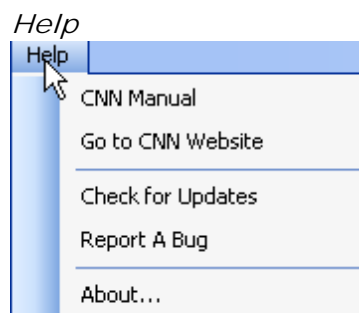 Help
Help
CNN Manual
Go to CNN Website
Check for Updates
Report A Bug
About...